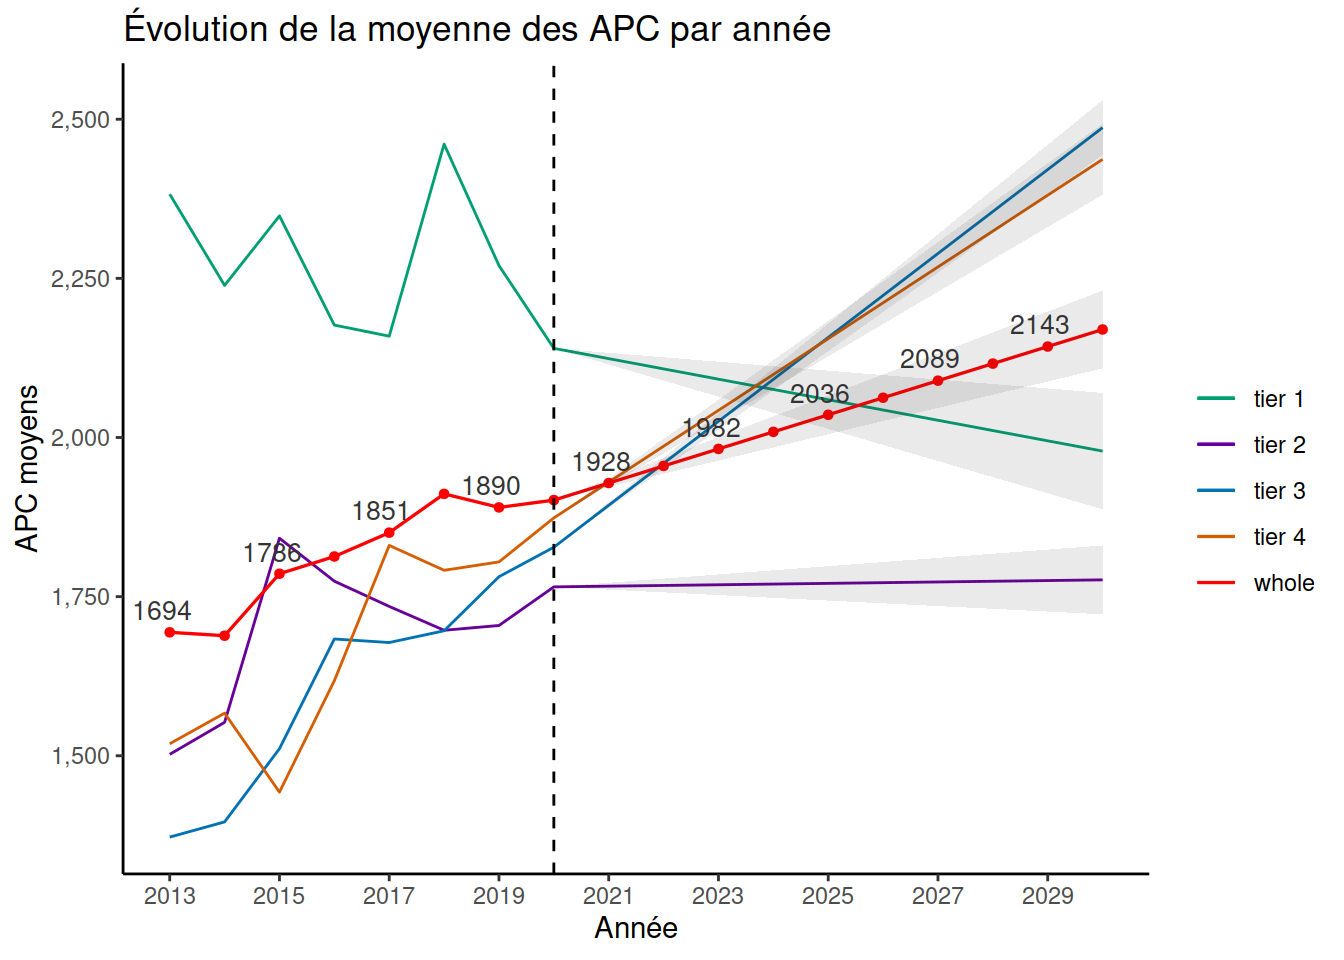 Évolution de la moyenne des APC par année
APC moyens
2,500
2,250
2,000
1,750
1,500
1694
1786
1851
1890
1928
1982
2036
2089
2143
2013
2015
2017
2019
2021
2023
2025
2027
2029
Année
tier 1
tier 2
tier 3
tier 4
whole